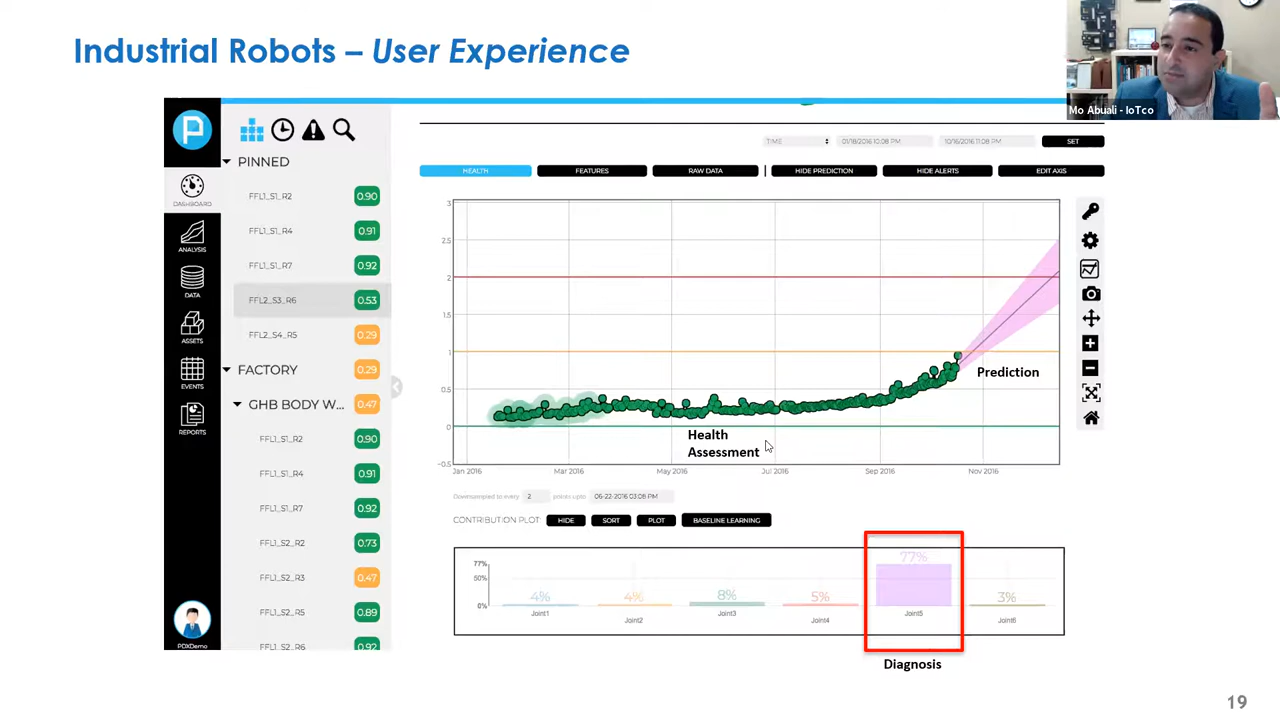 Industrial Robots – User Experience
Mo Abuali - IoTco
P
PINNED
FFL1_S1_R2 0.90
FFL1_S1_R4 0.91
FFL1_S1_R7 0.92
FFL2_S3_R6 0.53
FFL2_S4_R5 0.29
FACTORY 0.29
GHB BODY W... 0.47
FFL1_S1_R2 0.90
FFL1_S1_R4 0.91
FFL1_S1_R7 0.92
FFL1_S2_R2 0.73
FFL1_S2_R3 0.47
FFL1_S2_R5 0.89
FFL1_S2_R6 0.92
DASHBOARD
ANALYSIS
DATA
ASSETS
EVENTS
REPORTS
PDXDemo
TIME 01/18/2016 10:08 PM 10/16/2016 11:08 PM SET
HEALTH FEATURES RAW DATA HIDE PREDICTION HIDE ALERTS EDIT AXIS
3
2.5
2
1.5
1
0.5
0
-0.5
Prediction
Health
Assessment
Jan 2016 Mar 2016 May 2016 Jul 2016 Sep 2016 Nov 2016
Downsampled to every 2 points upto 06-22-2016 03:08 PM
CONTRIBUTION PLOT: HIDE SORT PLOT BASELINE LEARNING
77%
50%
0%
4% 4% 8% 5% 77% 3%
Joint1 Joint2 Joint3 Joint4 Joint5 Joint6
Diagnosis
19